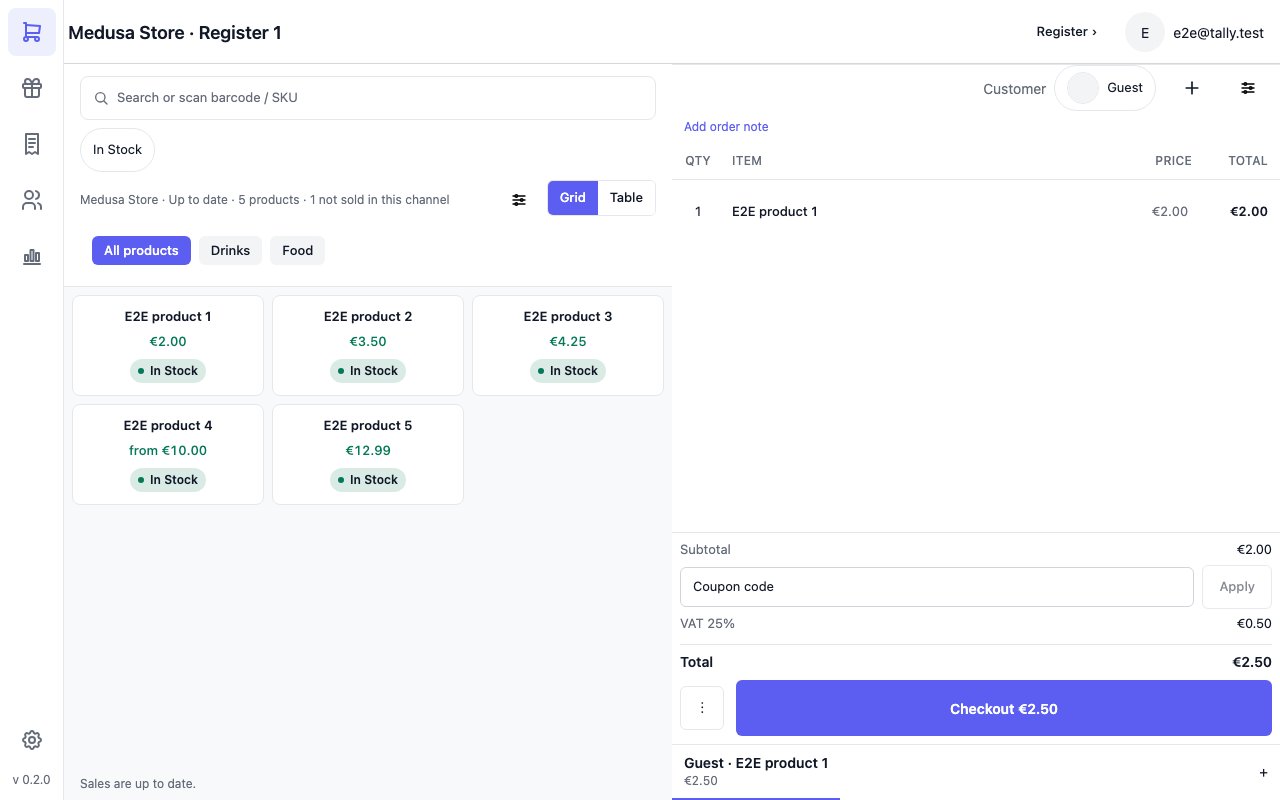 Medusa Store · Register 1
Register ›
E
e2e@tally.test
Search or scan barcode / SKU
In Stock
Medusa Store · Up to date · 5 products · 1 not sold in this channel
Grid
Table
All products
Drinks
Food
E2E product 1
€2.00
In Stock
E2E product 2
€3.50
In Stock
E2E product 3
€4.25
In Stock
E2E product 4
from €10.00
In Stock
E2E product 5
€12.99
In Stock
Sales are up to date.
v 0.2.0
Customer
Guest
Add order note
QTY ITEM PRICE TOTAL
1 E2E product 1 €2.00 €2.00
Subtotal €2.00
Coupon code
Apply
VAT 25% €0.50
Total €2.50
Checkout €2.50
Guest · E2E product 1
€2.50
+